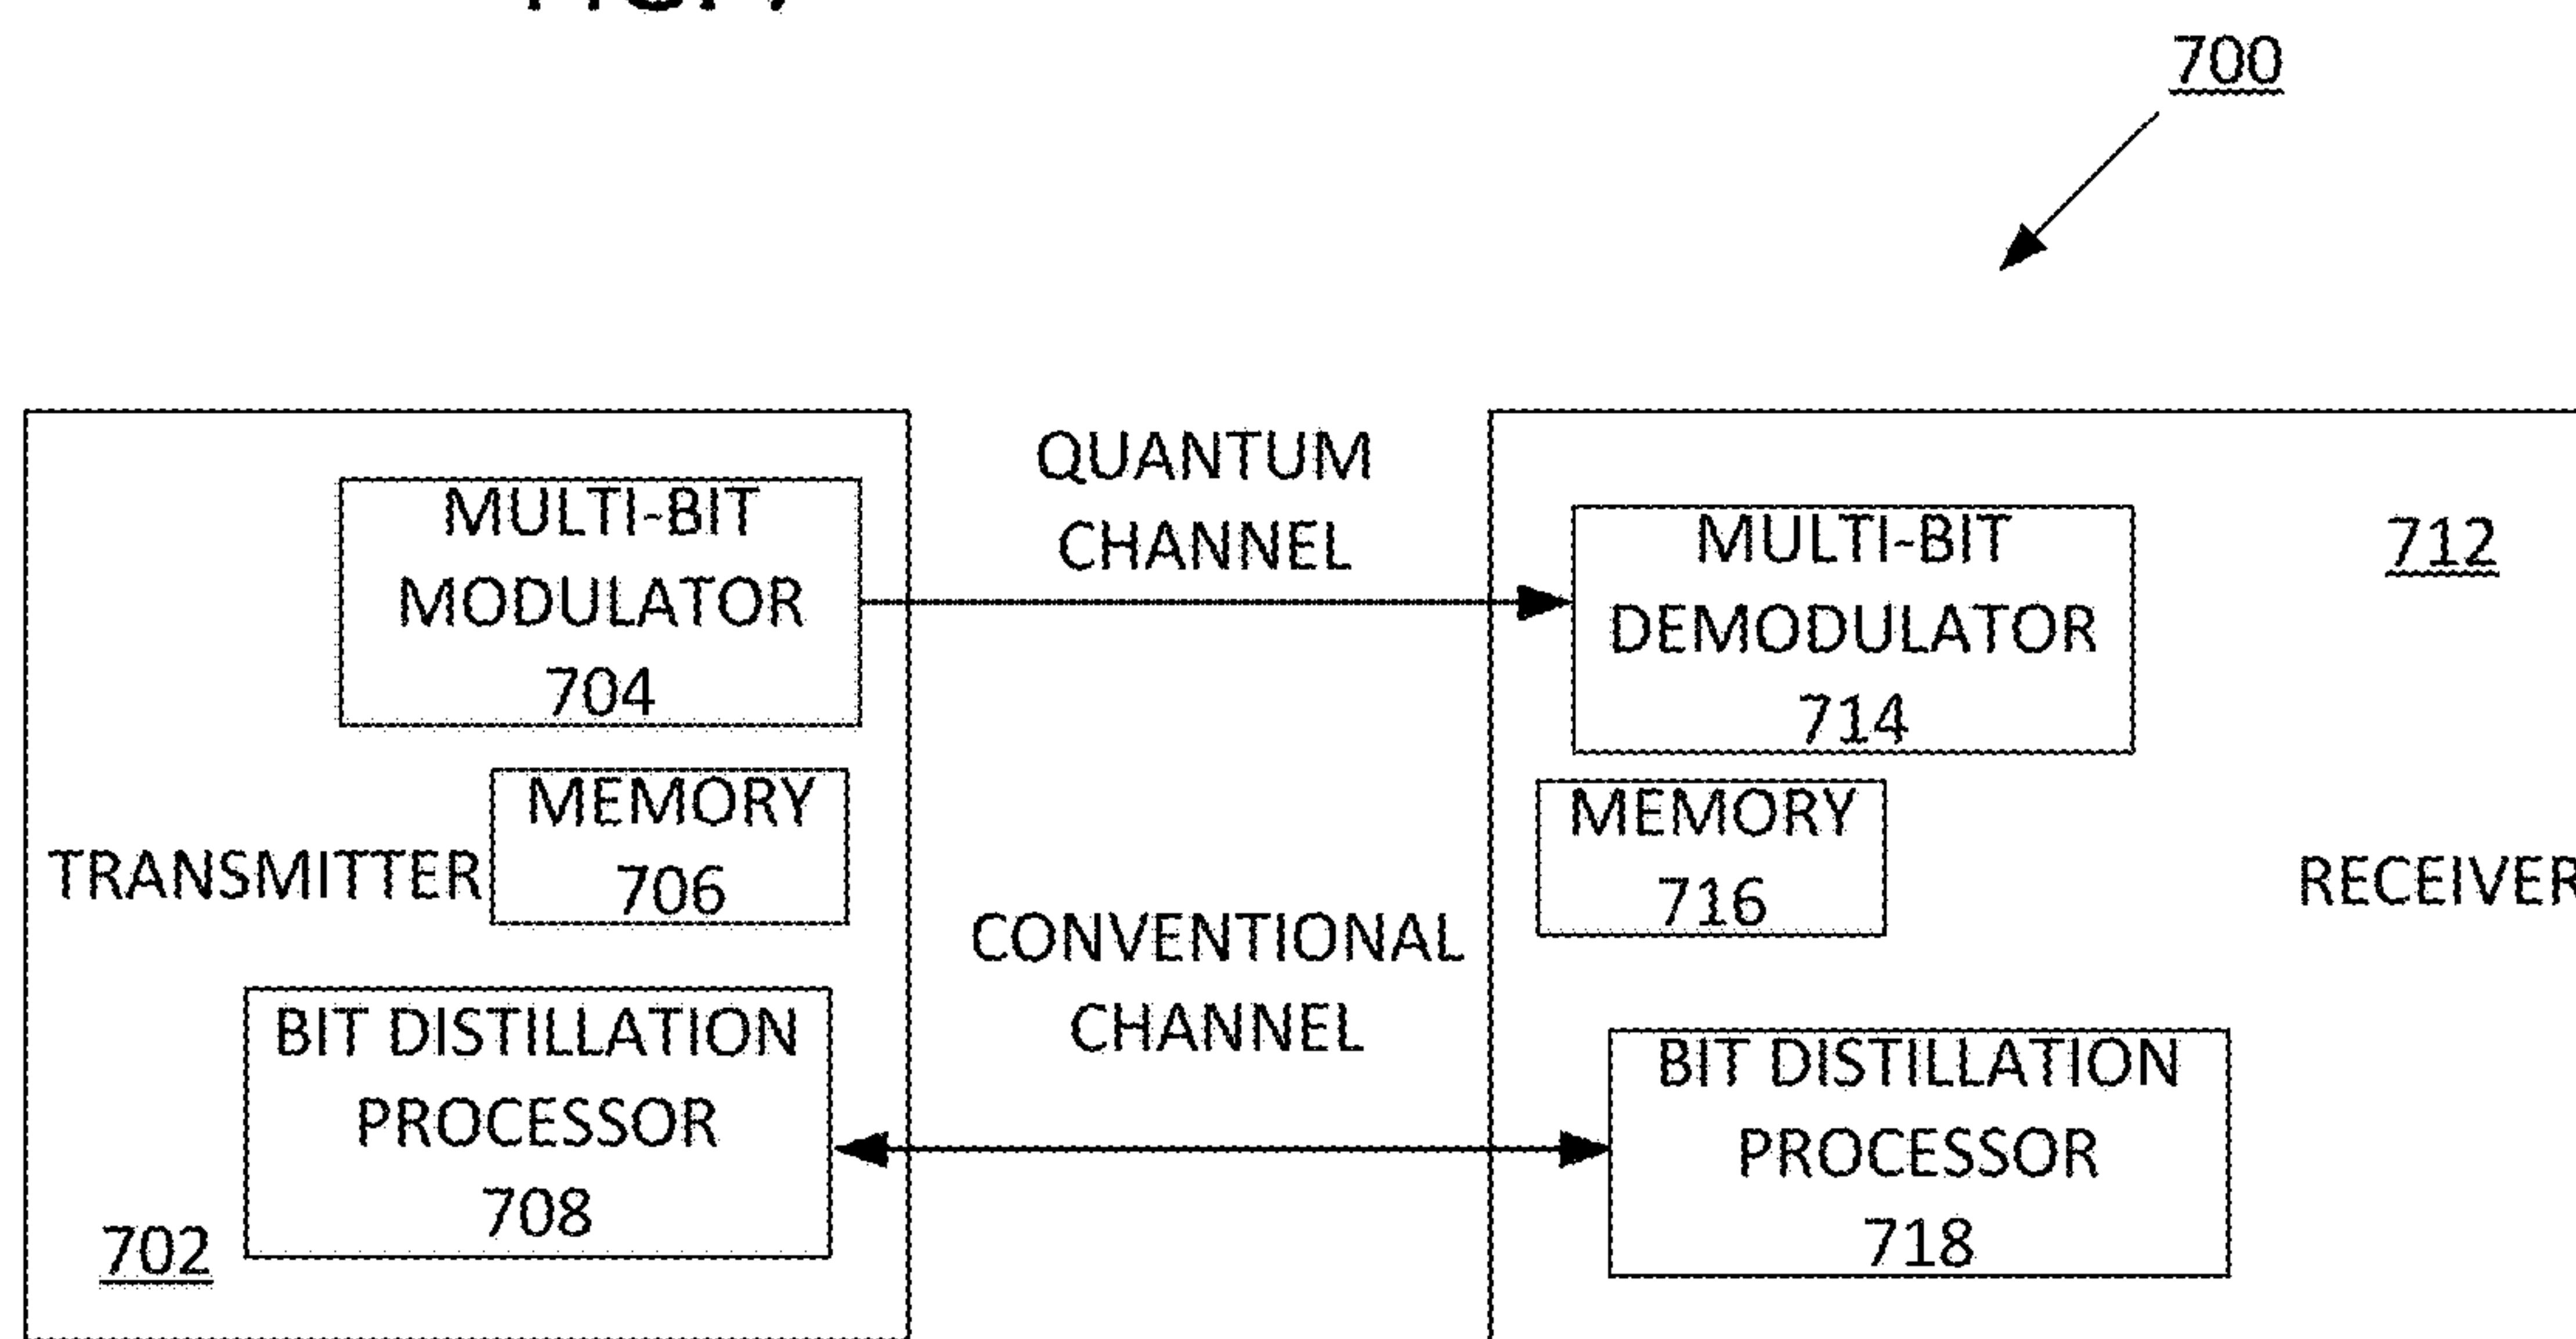 700
QUANTUM
CHANNEL
MULTI-BIT
MODULATOR
704
MULTI-BIT
DEMODULATOR
714
712
MEMORY
706
TRANSMITTER
MEMORY
716
RECEIVER
CONVENTIONAL
CHANNEL
BIT DISTILLATION
PROCESSOR
708
702
BIT DISTILLATION
PROCESSOR
718